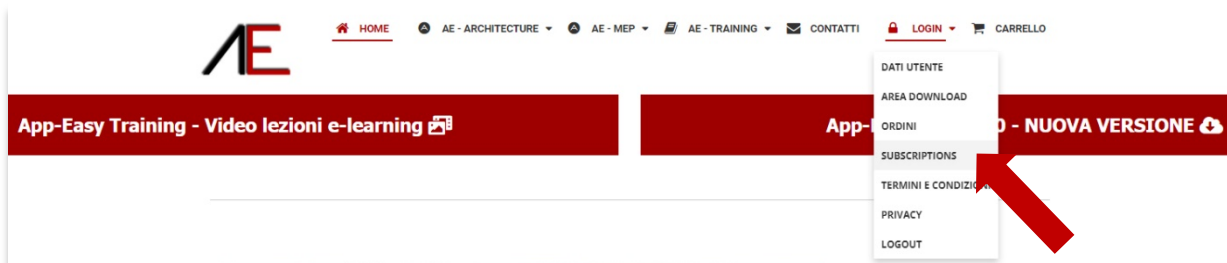 AE
HOME AE - ARCHITECTURE AE - MEP AE - TRAINING CONTATTI LOGIN CARRELLO
DATI UTENTE
AREA DOWNLOAD
App-Easy Training - Video lezioni e-learning
App- - NUOVA VERSIONE
ORDINI
SUBSCRIPTIONS
TERMINI E CONDIZIONI
PRIVACY
LOGOUT